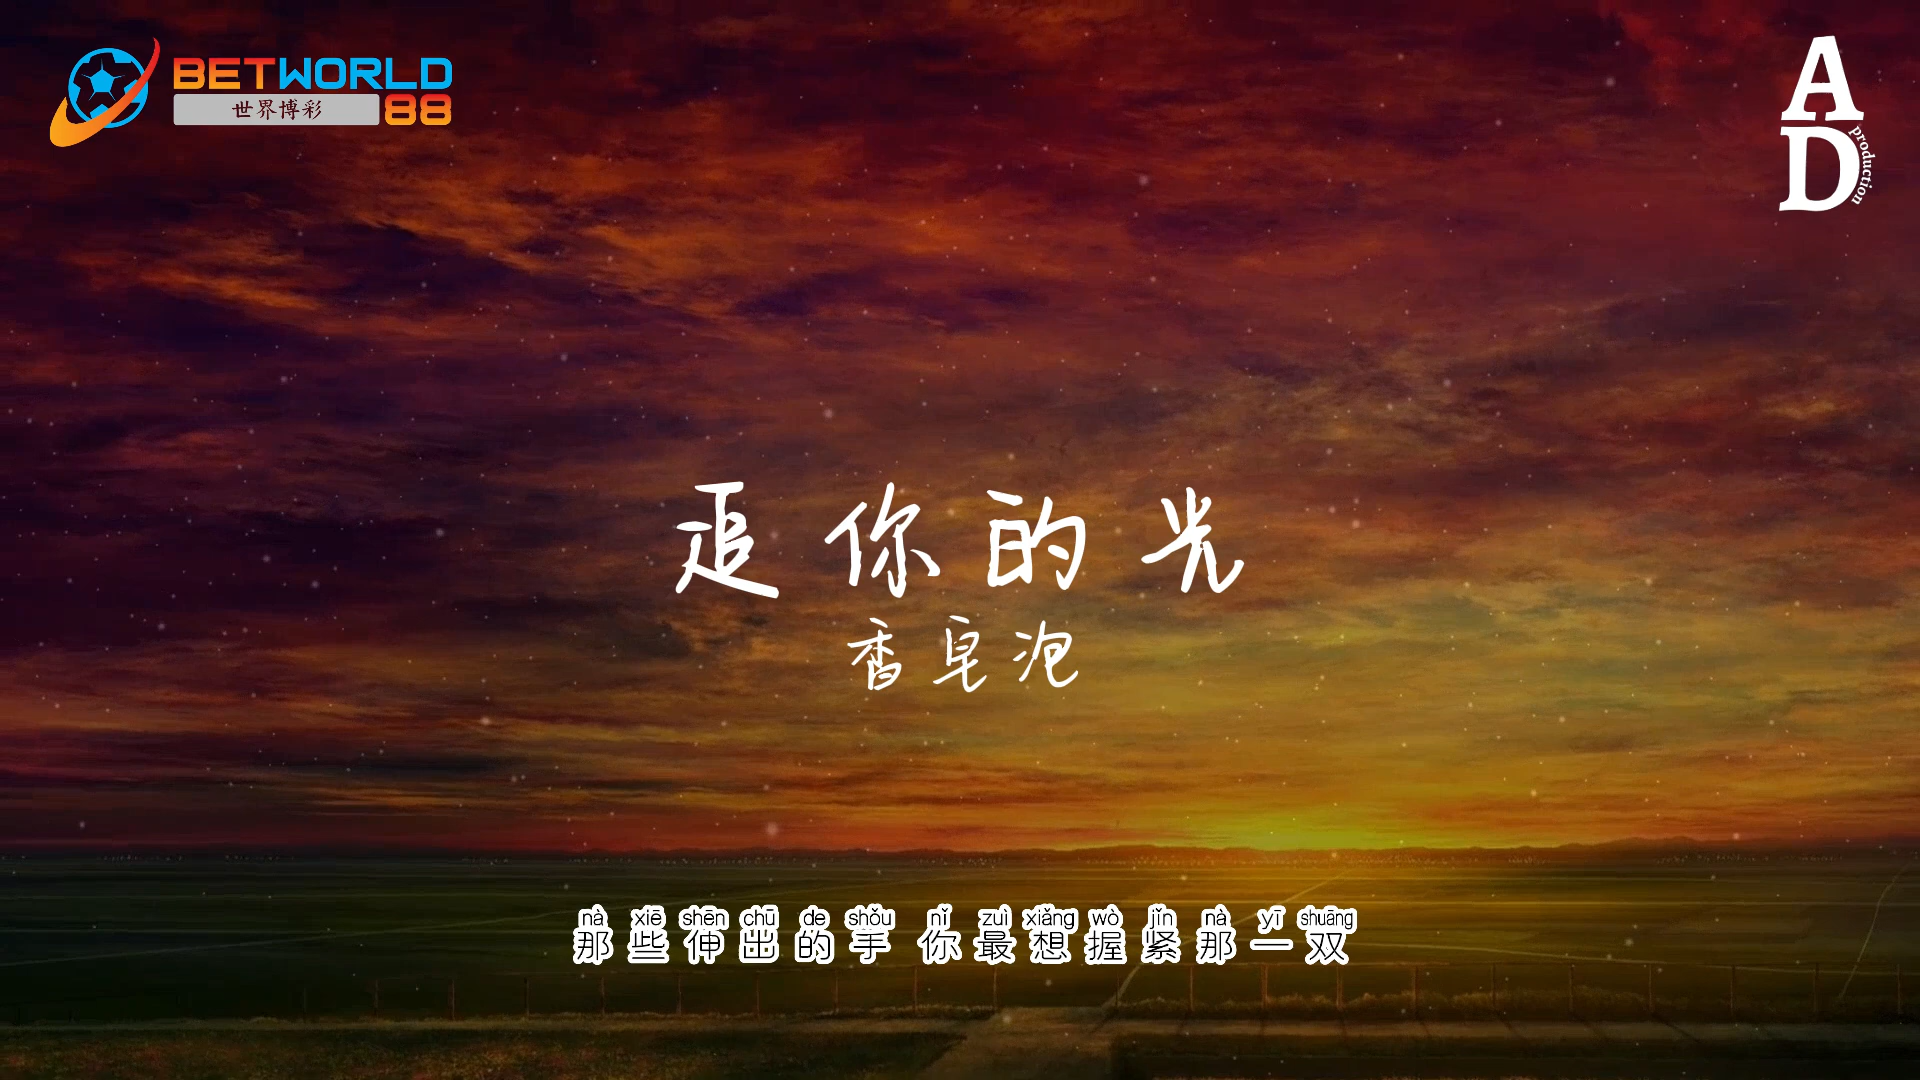 BETWORLD
世界博彩 88
AD
production
追你的光
香皂泡
nà xiē shēn chū de shǒu nǐ zuì xiǎng wò jǐn nà yī shuāng
那些伸出的手 你最想握紧那一双